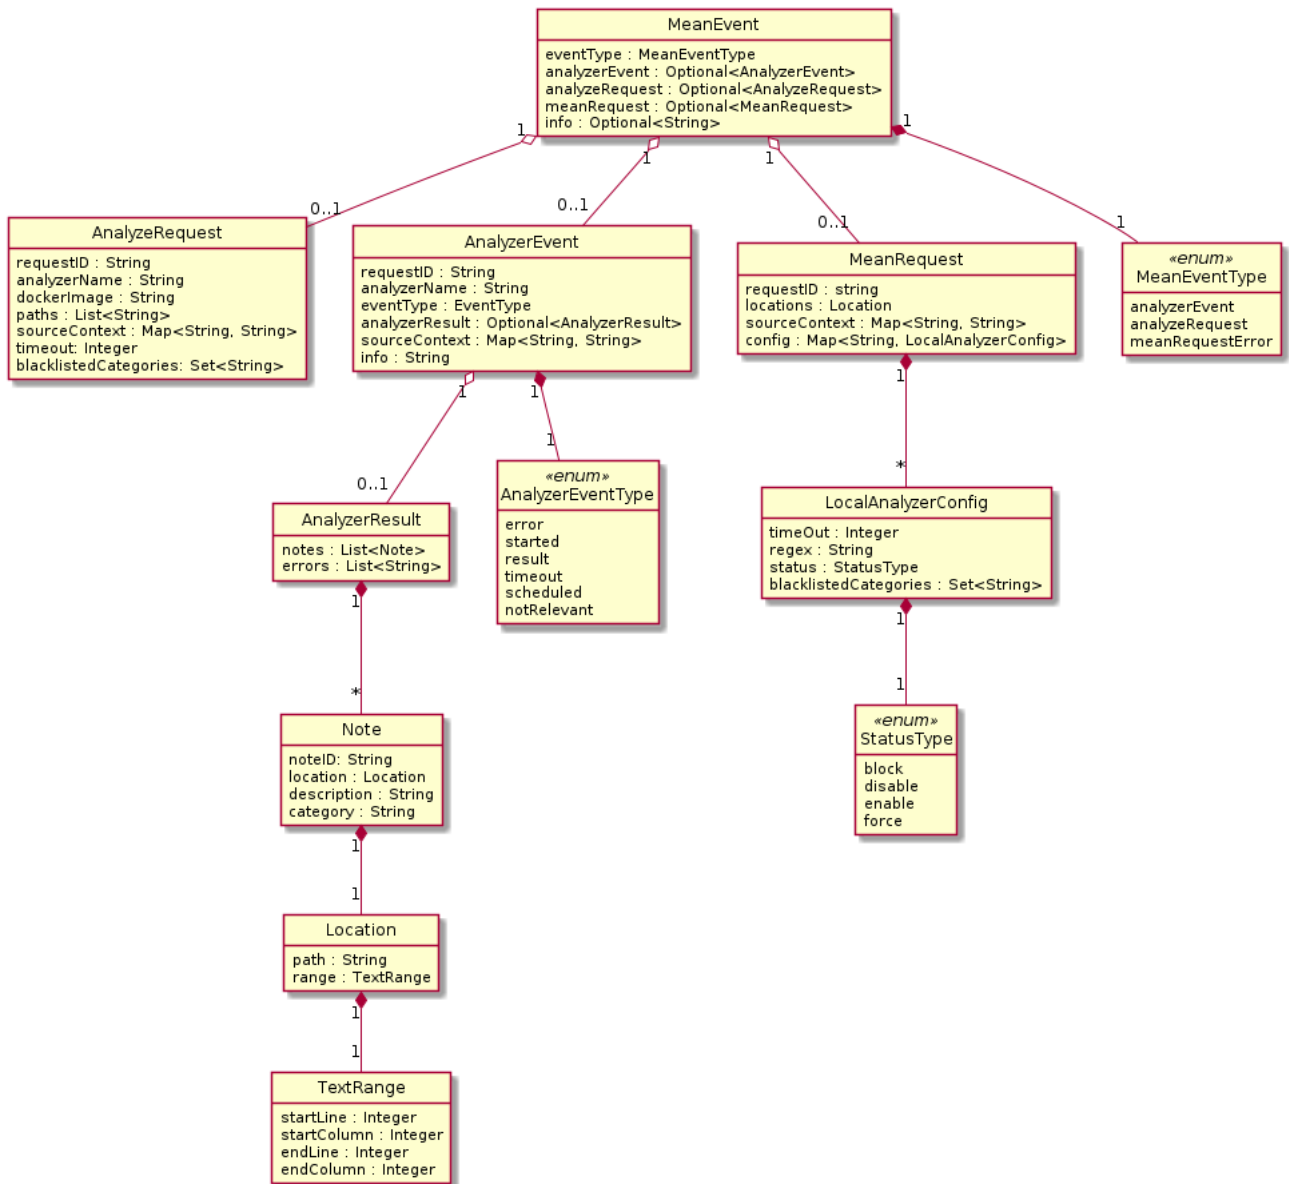 MeanEvent
eventType : MeanEventType
analyzerEvent : Optional<AnalyzerEvent>
analyzeRequest : Optional<AnalyzeRequest>
meanRequest : Optional<MeanRequest>
info : Optional<String>
1
1
1
1
0..1
0..1
0..1
1
AnalyzeRequest
requestID : String
analyzerName : String
dockerImage : String
paths : List<String>
sourceContext : Map<String, String>
timeout: Integer
blacklistedCategories: Set<String>
AnalyzerEvent
requestID : String
analyzerName : String
eventType : EventType
analyzerResult : Optional<AnalyzerResult>
sourceContext : Map<String, String>
info : String
MeanRequest
requestID : string
locations : Location
sourceContext : Map<String, String>
config : Map<String, LocalAnalyzerConfig>
«enum»
MeanEventType
analyzerEvent
analyzeRequest
meanRequestError
1
1
1
0..1
1
*
AnalyzerResult
notes : List<Note>
errors : List<String>
«enum»
AnalyzerEventType
error
started
result
timeout
scheduled
notRelevant
LocalAnalyzerConfig
timeOut : Integer
regex : String
status : StatusType
blacklistedCategories : Set<String>
1
*
1
1
Note
noteID: String
location : Location
description : String
category : String
«enum»
StatusType
block
disable
enable
force
1
1
Location
path : String
range : TextRange
1
1
TextRange
startLine : Integer
startColumn : Integer
endLine : Integer
endColumn : Integer